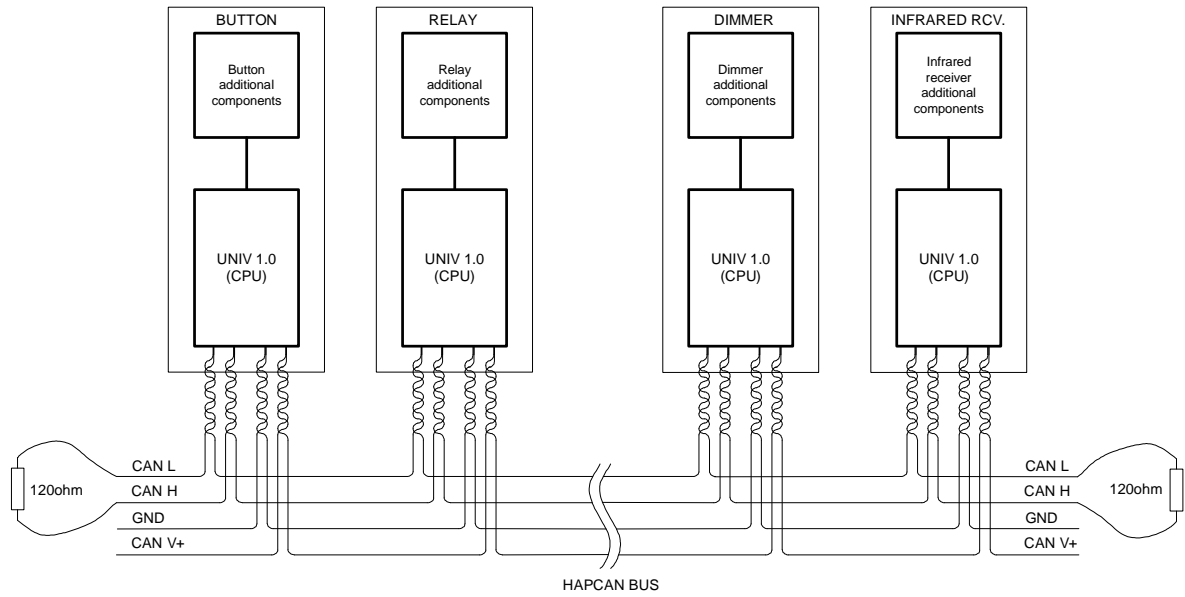 BUTTON
RELAY
DIMMER
INFRARED RCV.
Button
additional
components
Relay
additional
components
Dimmer
additional
components
Infrared
receiver
additional
components
UNIV 1.0
(CPU)
UNIV 1.0
(CPU)
UNIV 1.0
(CPU)
UNIV 1.0
(CPU)
120ohm
CAN L
CAN H
GND
CAN V+
CAN L
CAN H
GND
CAN V+
120ohm
HAPCAN BUS